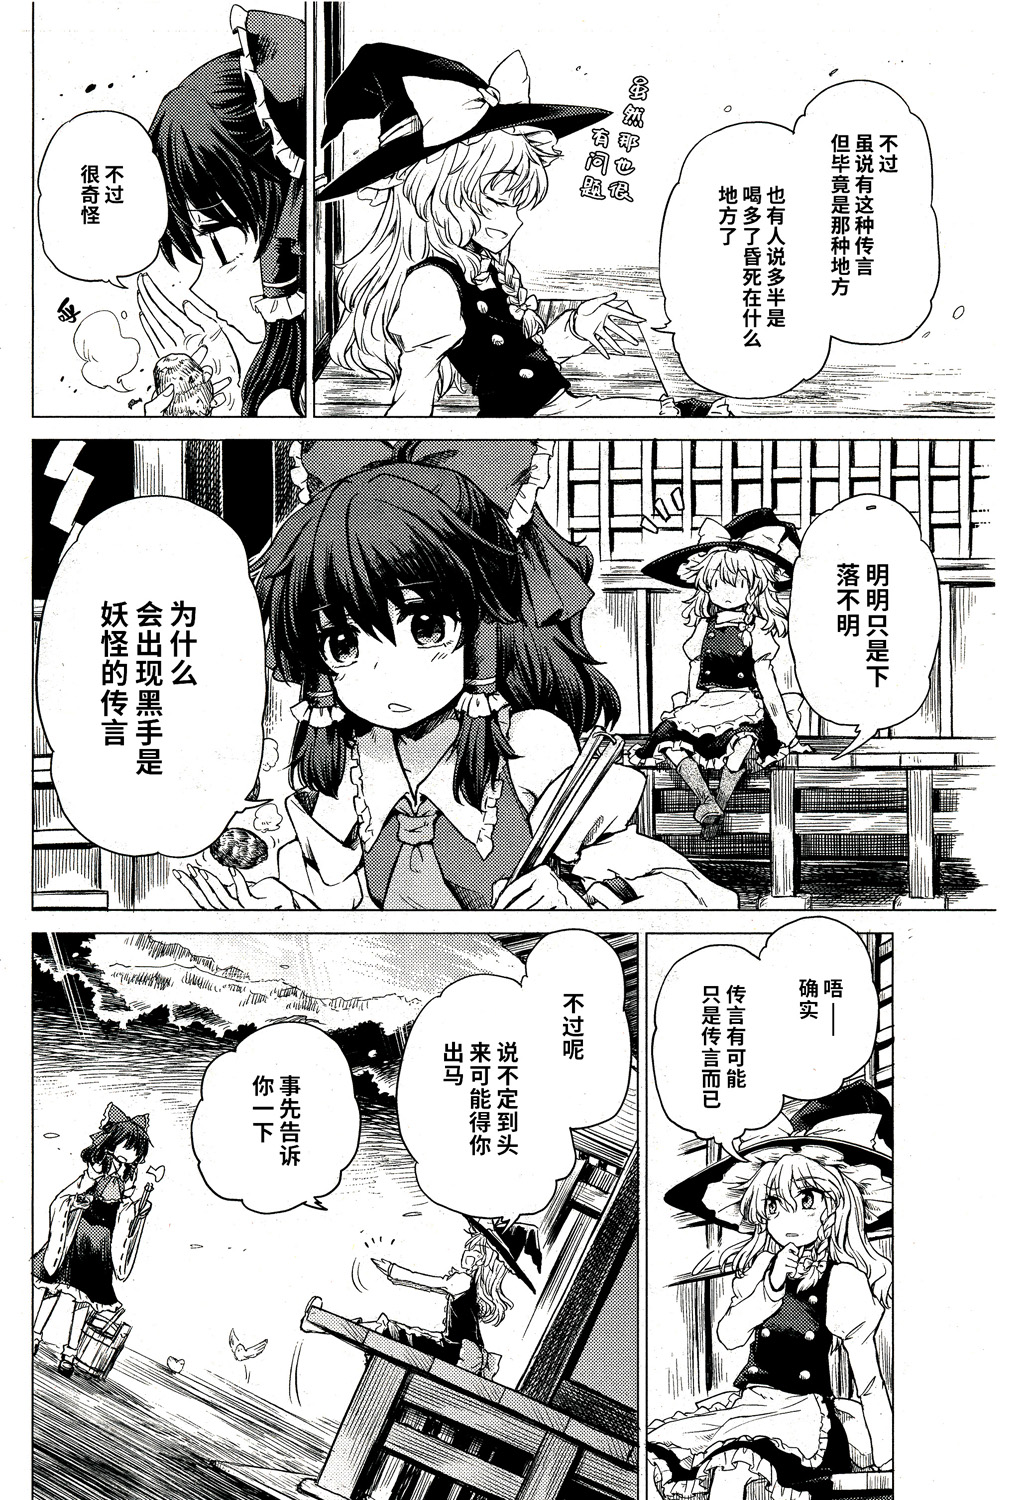 不过
虽说有这种传言
但毕竟是那种地方
也有人说多半是
喝多了昏死在什么
地方了
虽然那也很
有问题
不过
很奇怪
明明只是下
落不明
为什么
会出现黑手是
妖怪的传言
唔——
确实
传言有可能
只是传言而已
不过呢
说不定到头
来可能得你
出马
事先告诉
你一下